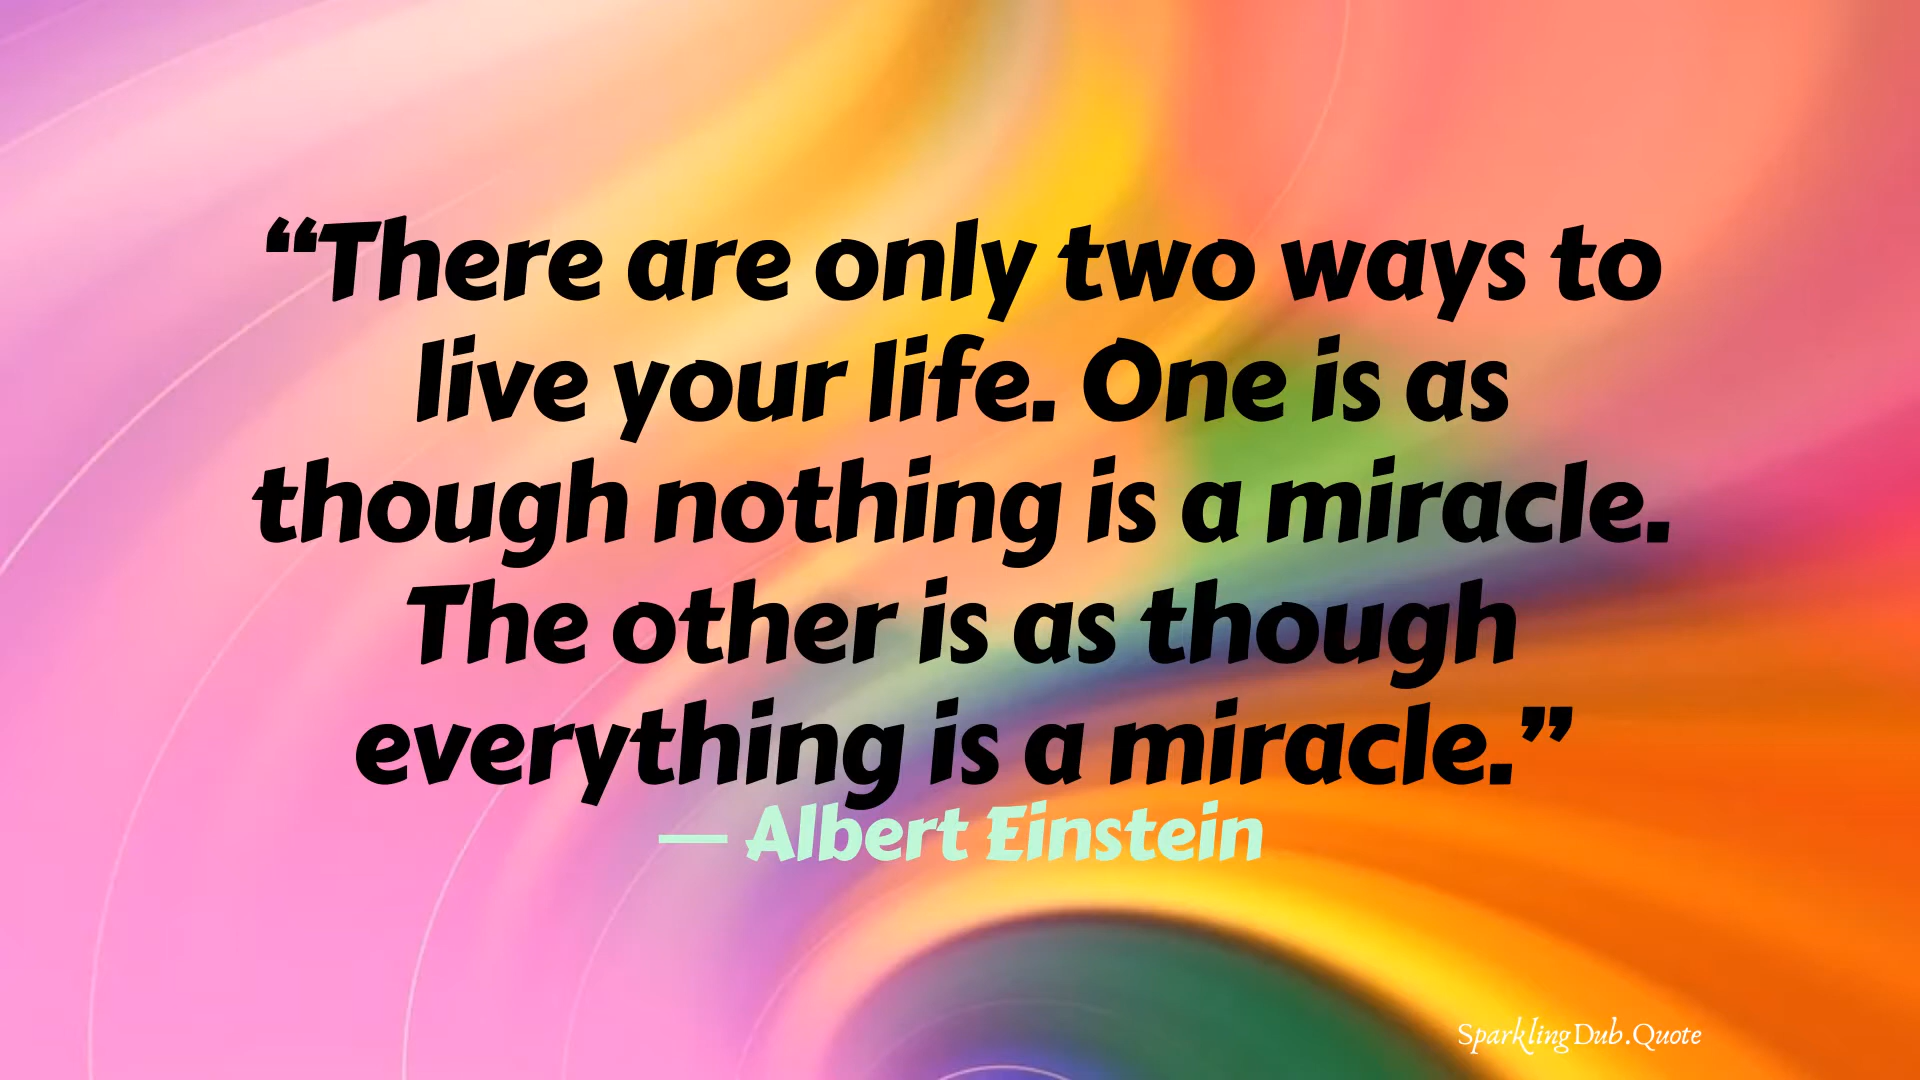 “There are only two ways to
live your life. One is as
though nothing is a miracle.
The other is as though
everything is a miracle.”
— Albert Einstein
SparklingDub.Quote